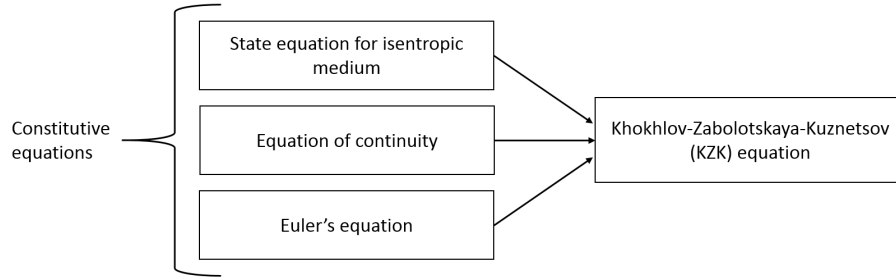 Constitutive
equations
State equation for isentropic
medium
Equation of continuity
Euler’s equation
Khokhlov-Zabolotskaya-Kuznetsov
(KZK) equation